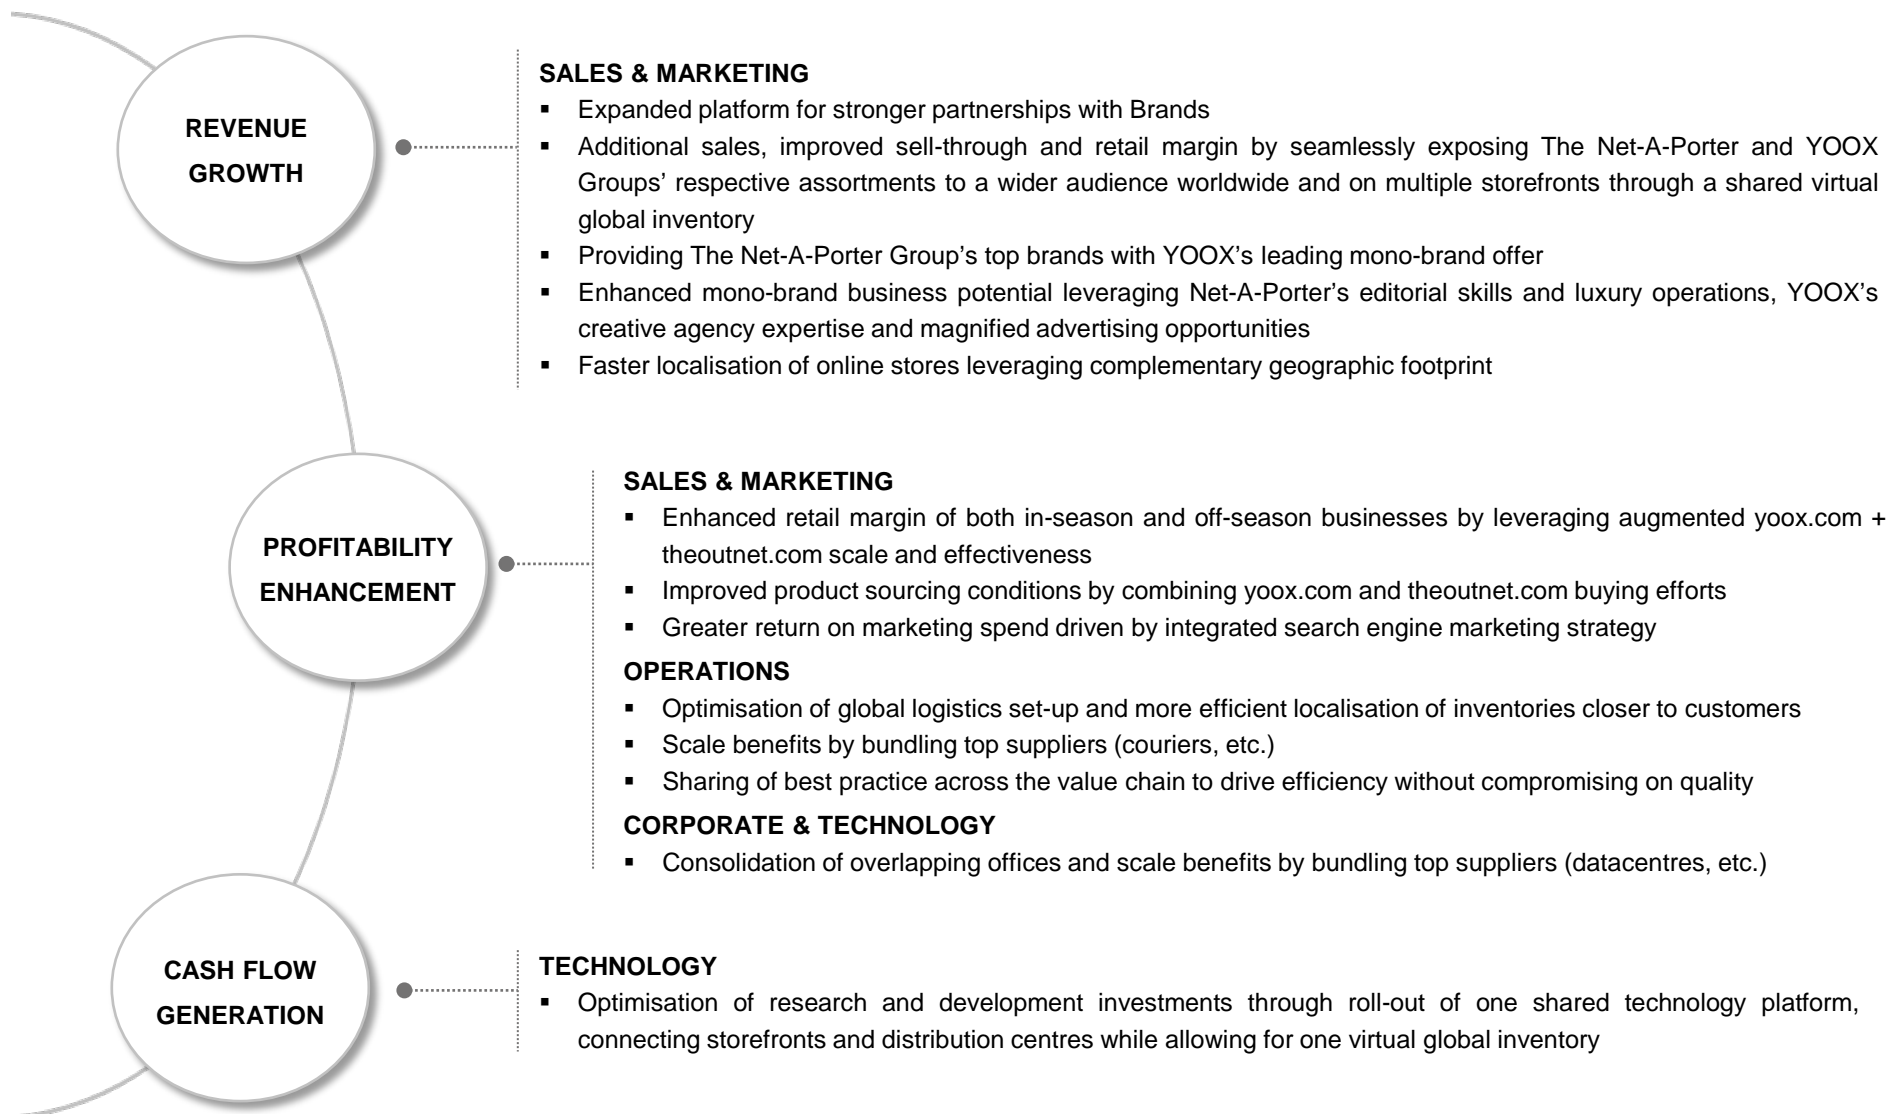 REVENUE
GROWTH
SALES & MARKETING
▪ Expanded platform for stronger partnerships with Brands
▪ Additional sales, improved sell-through and retail margin by seamlessly exposing The Net-A-Porter and YOOX
Groups’ respective assortments to a wider audience worldwide and on multiple storefronts through a shared virtual
global inventory
▪ Providing The Net-A-Porter Group’s top brands with YOOX’s leading mono-brand offer
▪ Enhanced mono-brand business potential leveraging Net-A-Porter’s editorial skills and luxury operations, YOOX’s
creative agency expertise and magnified advertising opportunities
▪ Faster localisation of online stores leveraging complementary geographic footprint
PROFITABILITY
ENHANCEMENT
SALES & MARKETING
▪ Enhanced retail margin of both in-season and off-season businesses by leveraging augmented yoox.com +
theoutnet.com scale and effectiveness
▪ Improved product sourcing conditions by combining yoox.com and theoutnet.com buying efforts
▪ Greater return on marketing spend driven by integrated search engine marketing strategy
OPERATIONS
▪ Optimisation of global logistics set-up and more efficient localisation of inventories closer to customers
▪ Scale benefits by bundling top suppliers (couriers, etc.)
▪ Sharing of best practice across the value chain to drive efficiency without compromising on quality
CORPORATE & TECHNOLOGY
▪ Consolidation of overlapping offices and scale benefits by bundling top suppliers (datacentres, etc.)
CASH FLOW
GENERATION
TECHNOLOGY
▪ Optimisation of research and development investments through roll-out of one shared technology platform,
connecting storefronts and distribution centres while allowing for one virtual global inventory